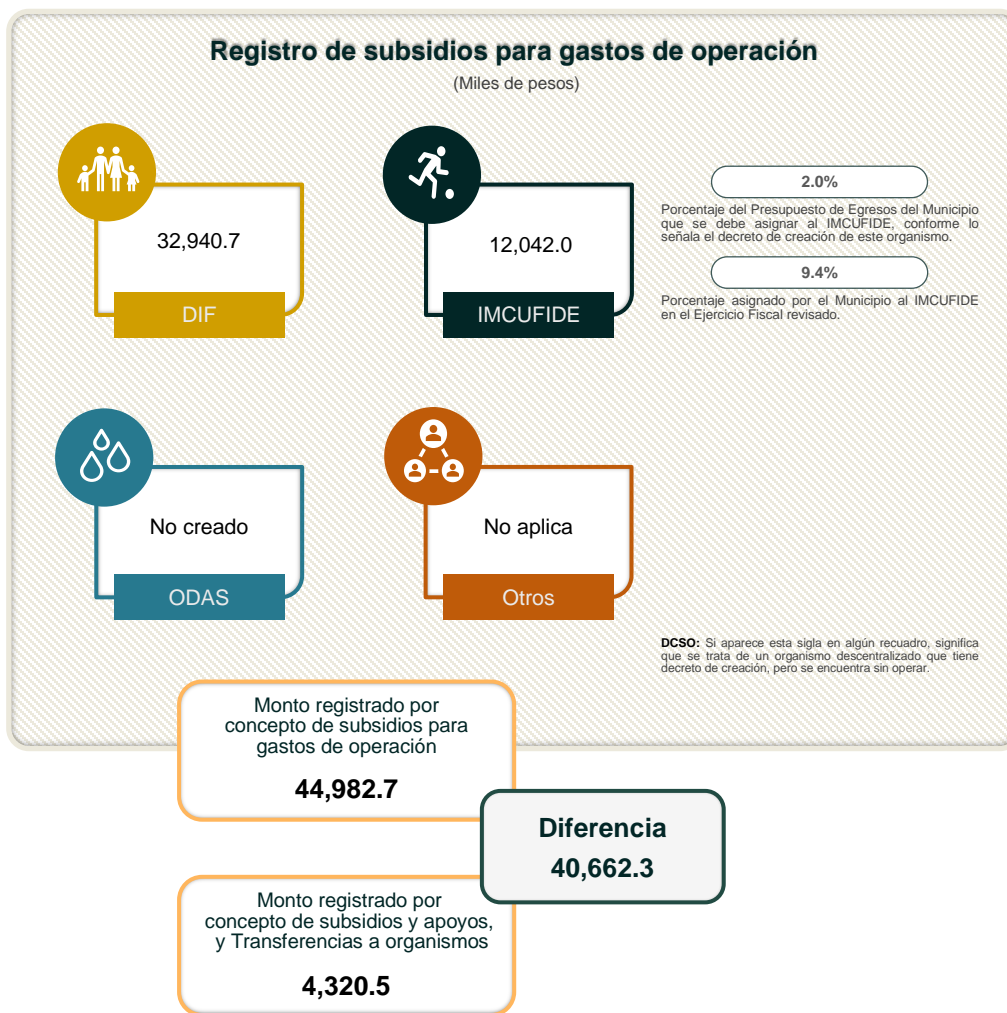 Registro de subsidios para gastos de operación
(Miles de pesos)
32,940.7
DIF
12,042.0
IMCUFIDE
2.0%
Porcentaje del Presupuesto de Egresos del Municipio
que se debe asignar al IMCUFIDE, conforme lo
señala el decreto de creación de este organismo.
9.4%
Porcentaje asignado por el Municipio al IMCUFIDE
en el Ejercicio Fiscal revisado.
No creado
ODAS
No aplica
Otros
DCSO: Si aparece esta sigla en algún recuadro, significa
que se trata de un organismo descentralizado que tiene
decreto de creación, pero se encuentra sin operar.
Monto registrado por
concepto de subsidios para
gastos de operación
44,982.7
Diferencia
40,662.3
Monto registrado por
concepto de subsidios y apoyos,
y Transferencias a organismos
4,320.5